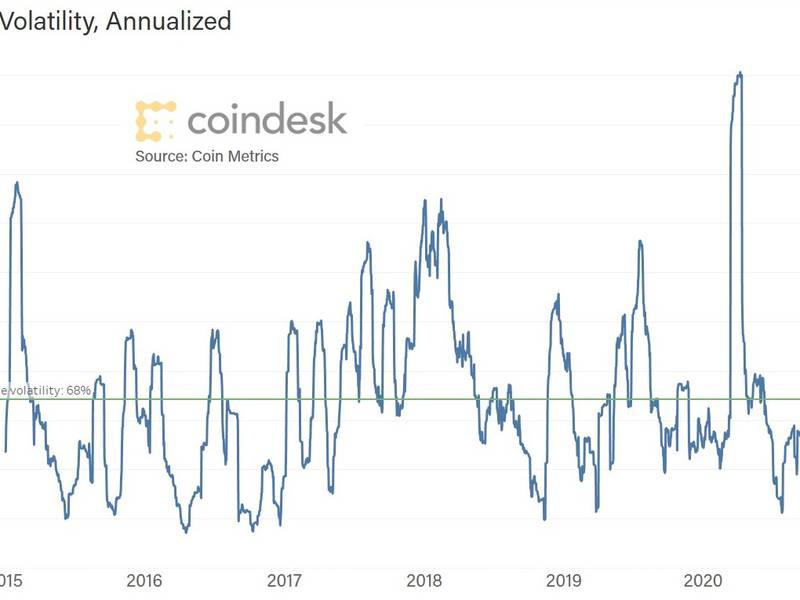 Volatility, Annualized
coindesk
Source: Coin Metrics
e volatility: 68%
015 2016 2017 2018 2019 2020